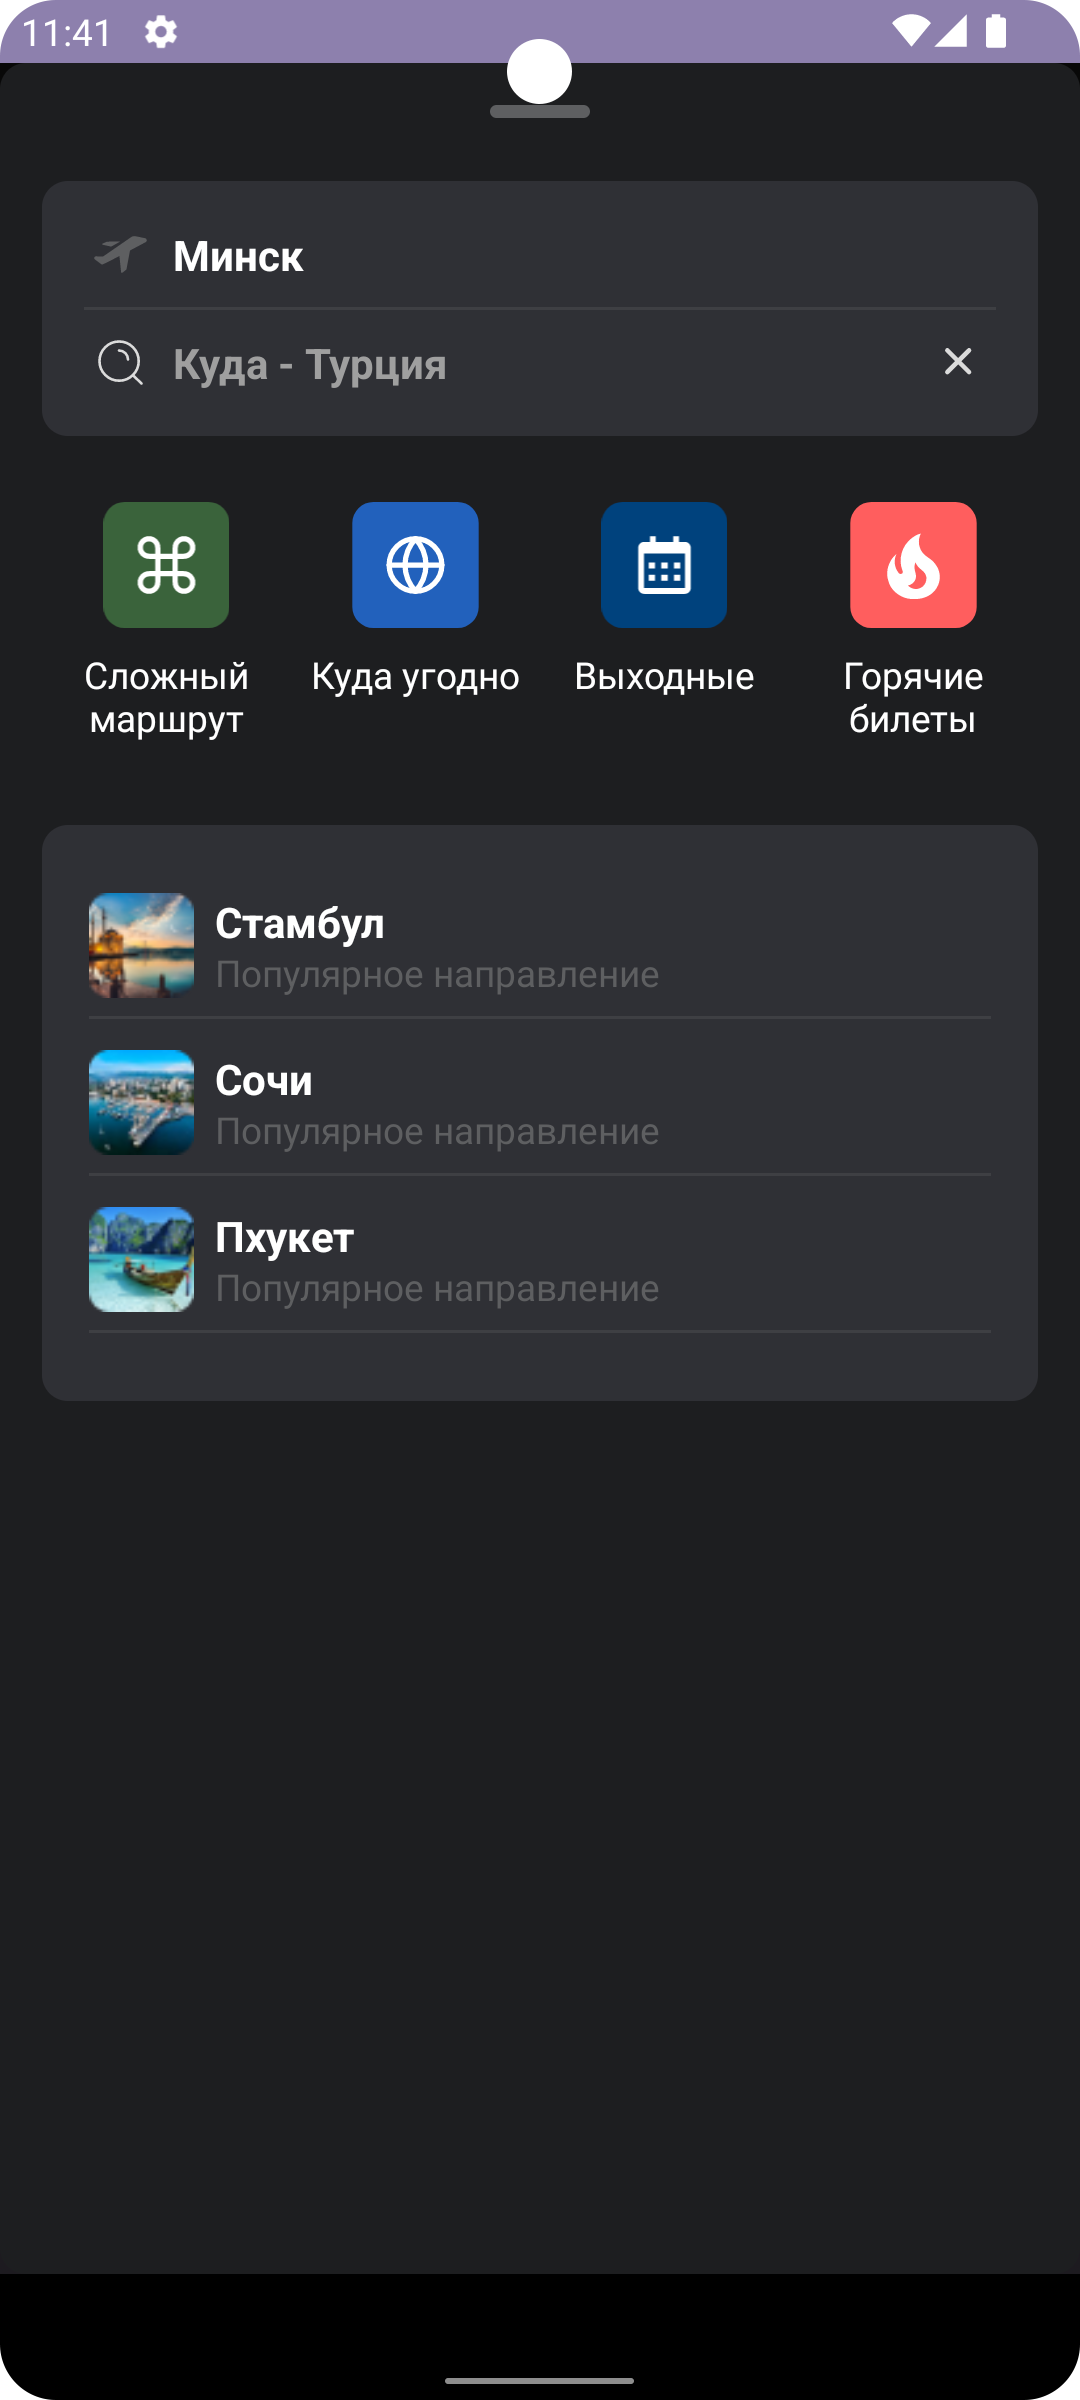 11:41
Минск
Куда - Турция
Сложный
маршрут
Куда угодно
Выходные
Горячие
билеты
Стамбул
Популярное направление
Сочи
Популярное направление
Пхукет
Популярное направление